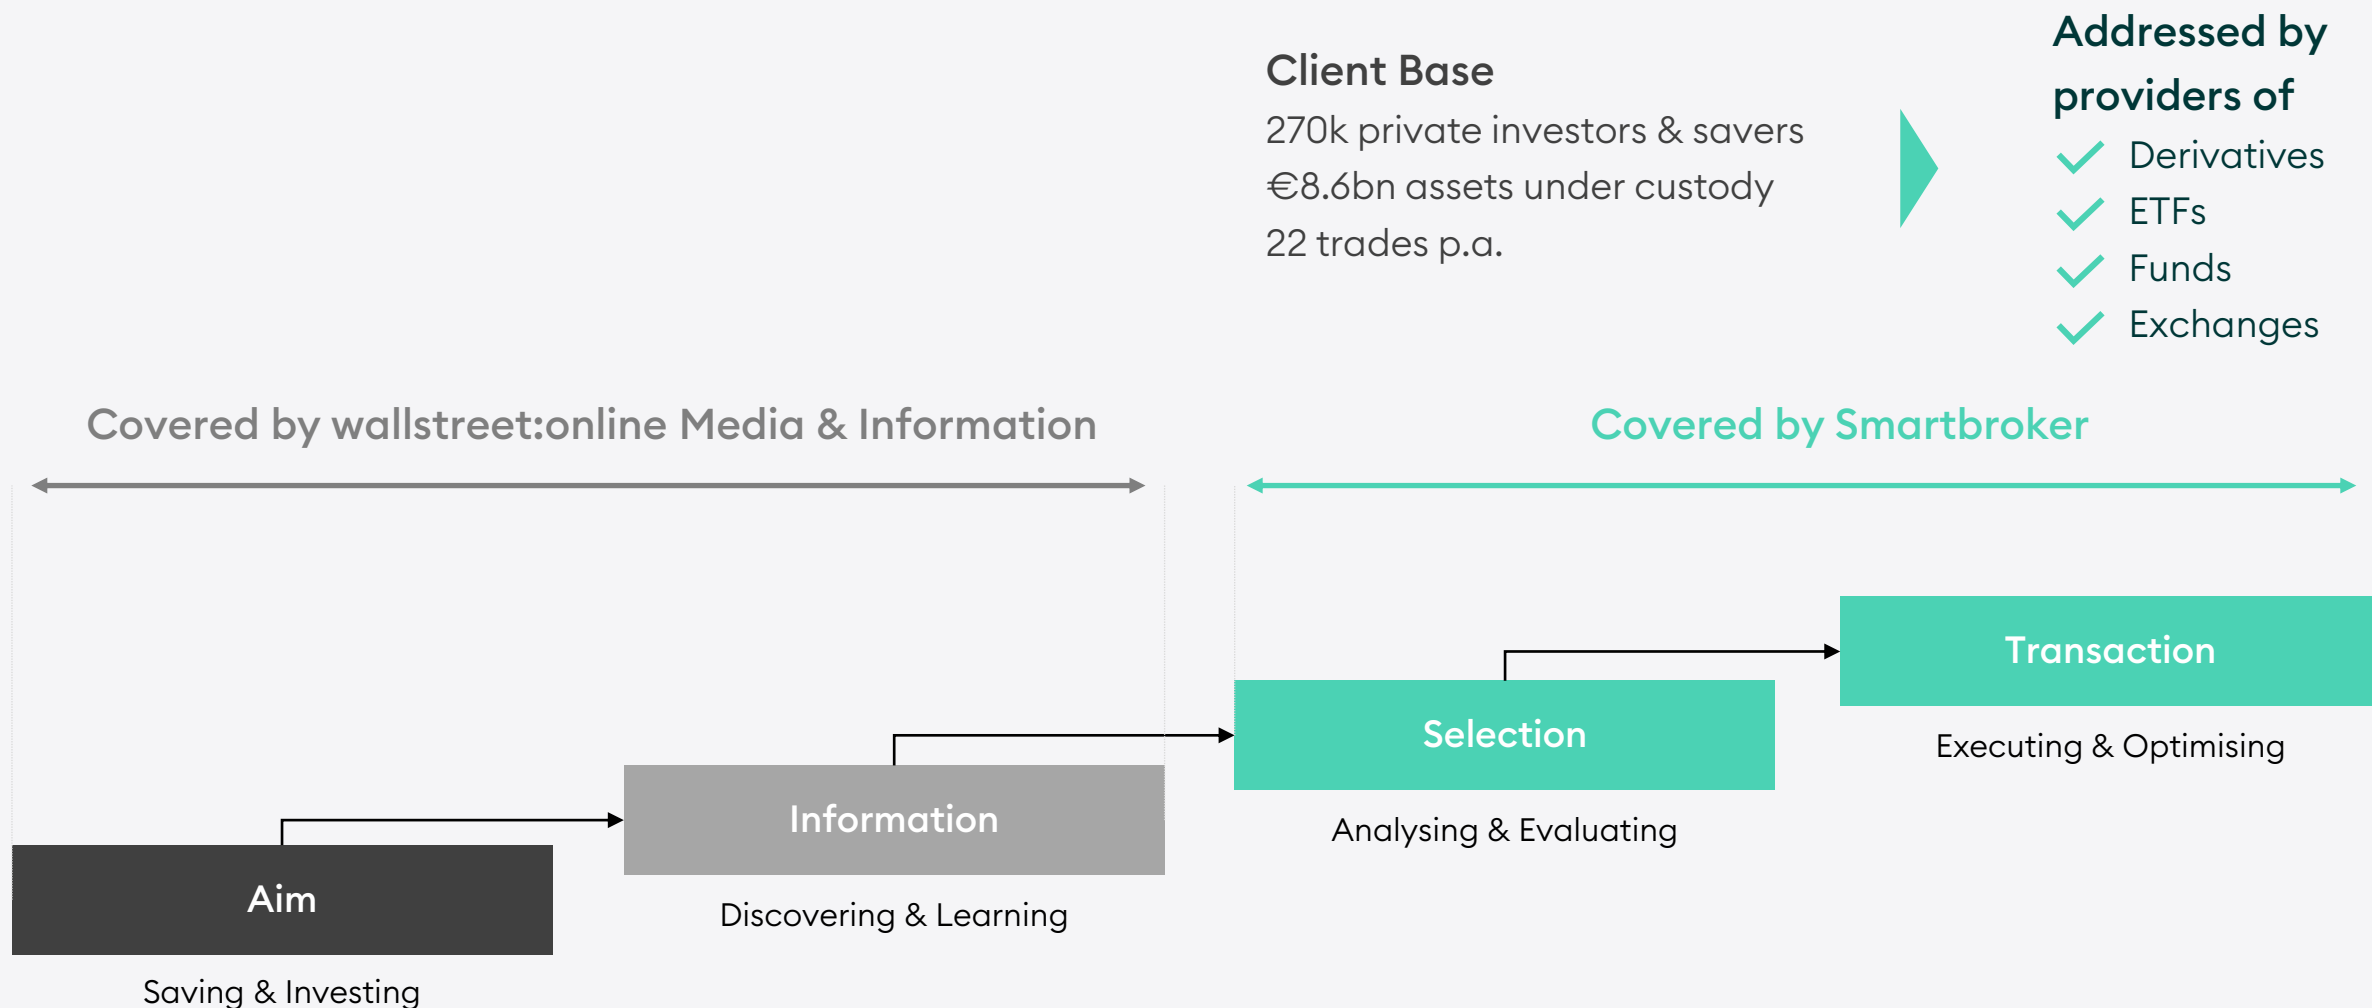 Client Base
270k private investors & savers
€8.6bn assets under custody
22 trades p.a.
Addressed by
providers of
Derivatives
ETFs
Funds
Exchanges
Covered by wallstreet:online Media & Information
Covered by Smartbroker
Aim
Saving & Investing
Information
Discovering & Learning
Selection
Analysing & Evaluating
Transaction
Executing & Optimising